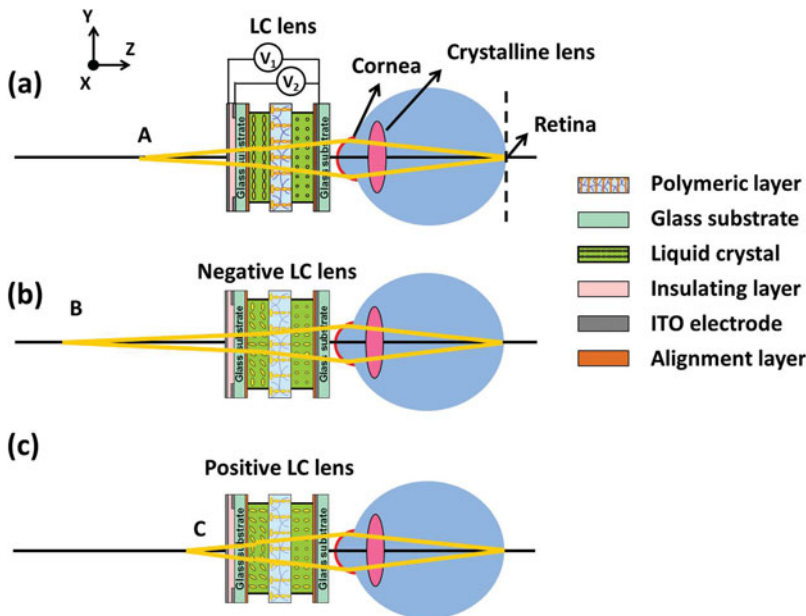 Y
Z
X
LC lens
V1
V2
Cornea
Crystalline lens
(a)
A
Glass substrate
Glass substrate
Retina
Polymeric layer
Glass substrate
Liquid crystal
Insulating layer
ITO electrode
Alignment layer
Negative LC lens
(b)
B
Glass substrate
Glass substrate
(c)
Positive LC lens
C
Glass substrate
Glass substrate